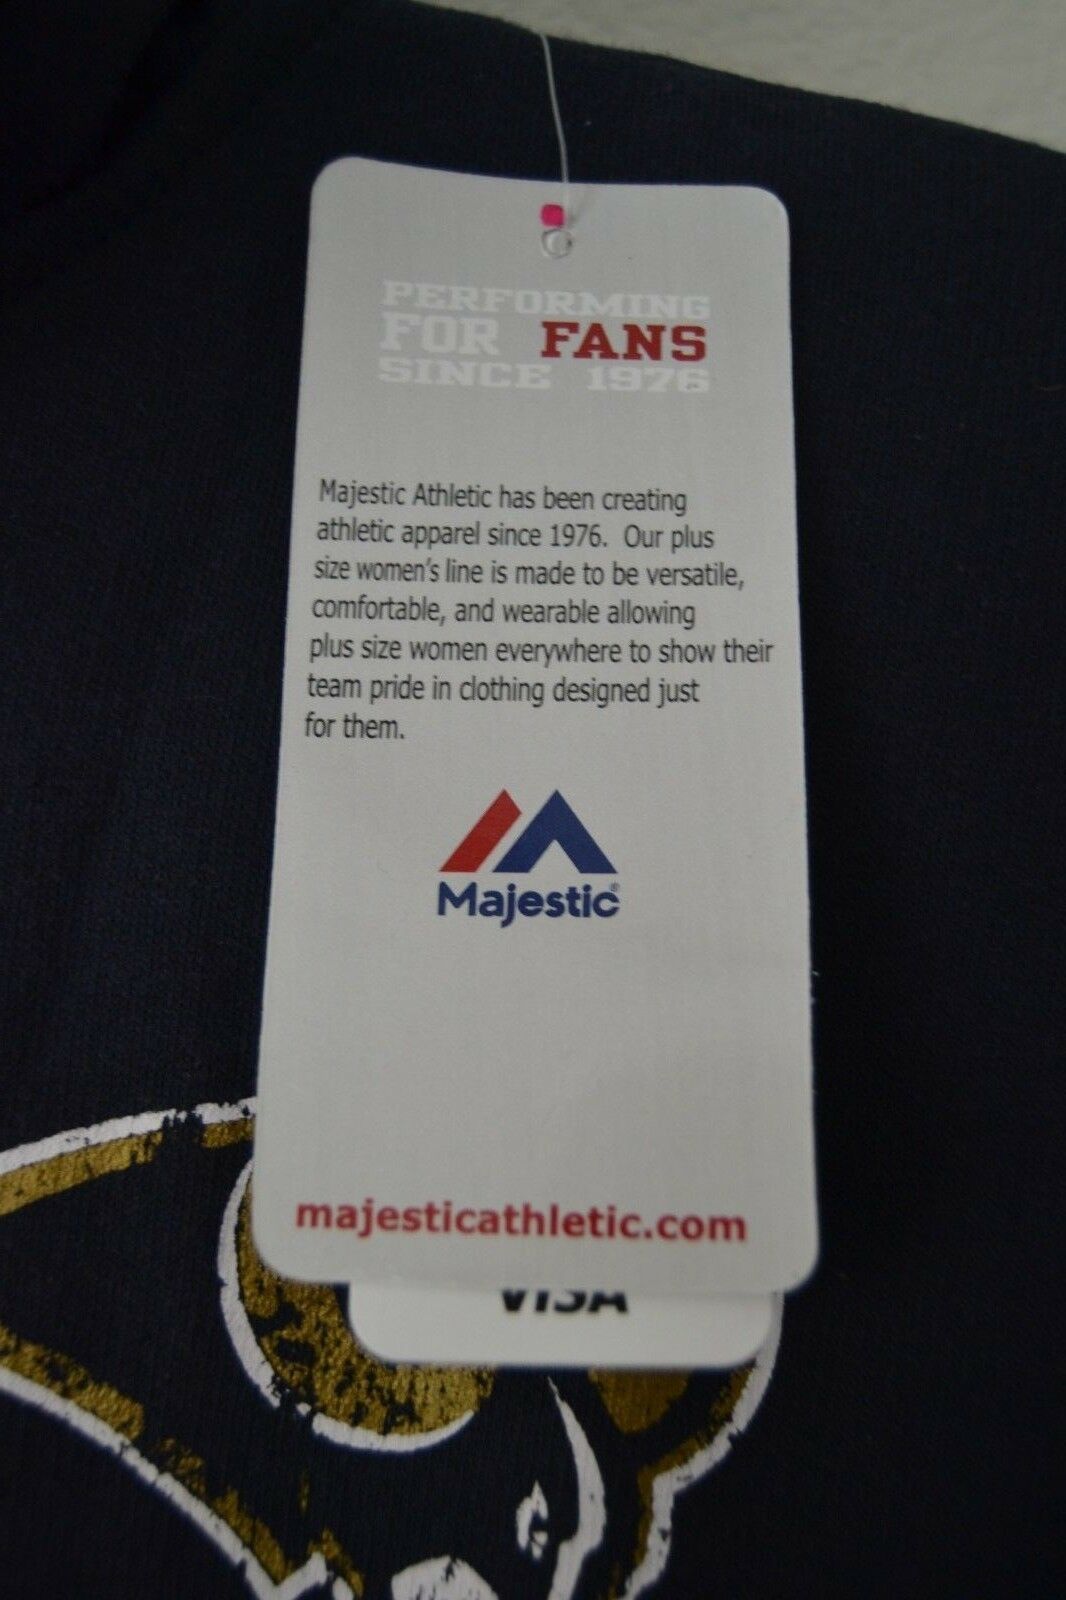 PERFORMING
FOR FANS
SINCE 1976
Majestic Athletic has been creating
athletic apparel since 1976. Our plus
size women's line is made to be versatile,
comfortable, and wearable allowing
plus size women everywhere to show their
team pride in clothing designed just
for them.
Majestic®
majesticathletic.com
VISA